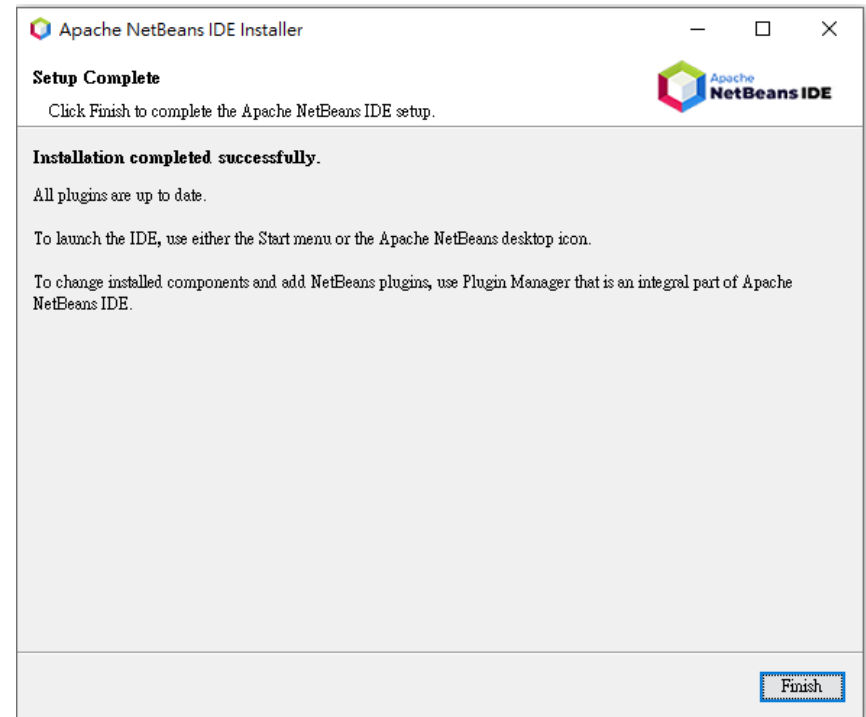 Apache NetBeans IDE Installer
Setup Complete
Click Finish to complete the Apache NetBeans IDE setup.
Apache
NetBeans IDE
Installation completed successfully.
All plugins are up to date.
To launch the IDE, use either the Start menu or the Apache NetBeans desktop icon.
To change installed components and add NetBeans plugins, use Plugin Manager that is an integral part of Apache
NetBeans IDE.
Finish